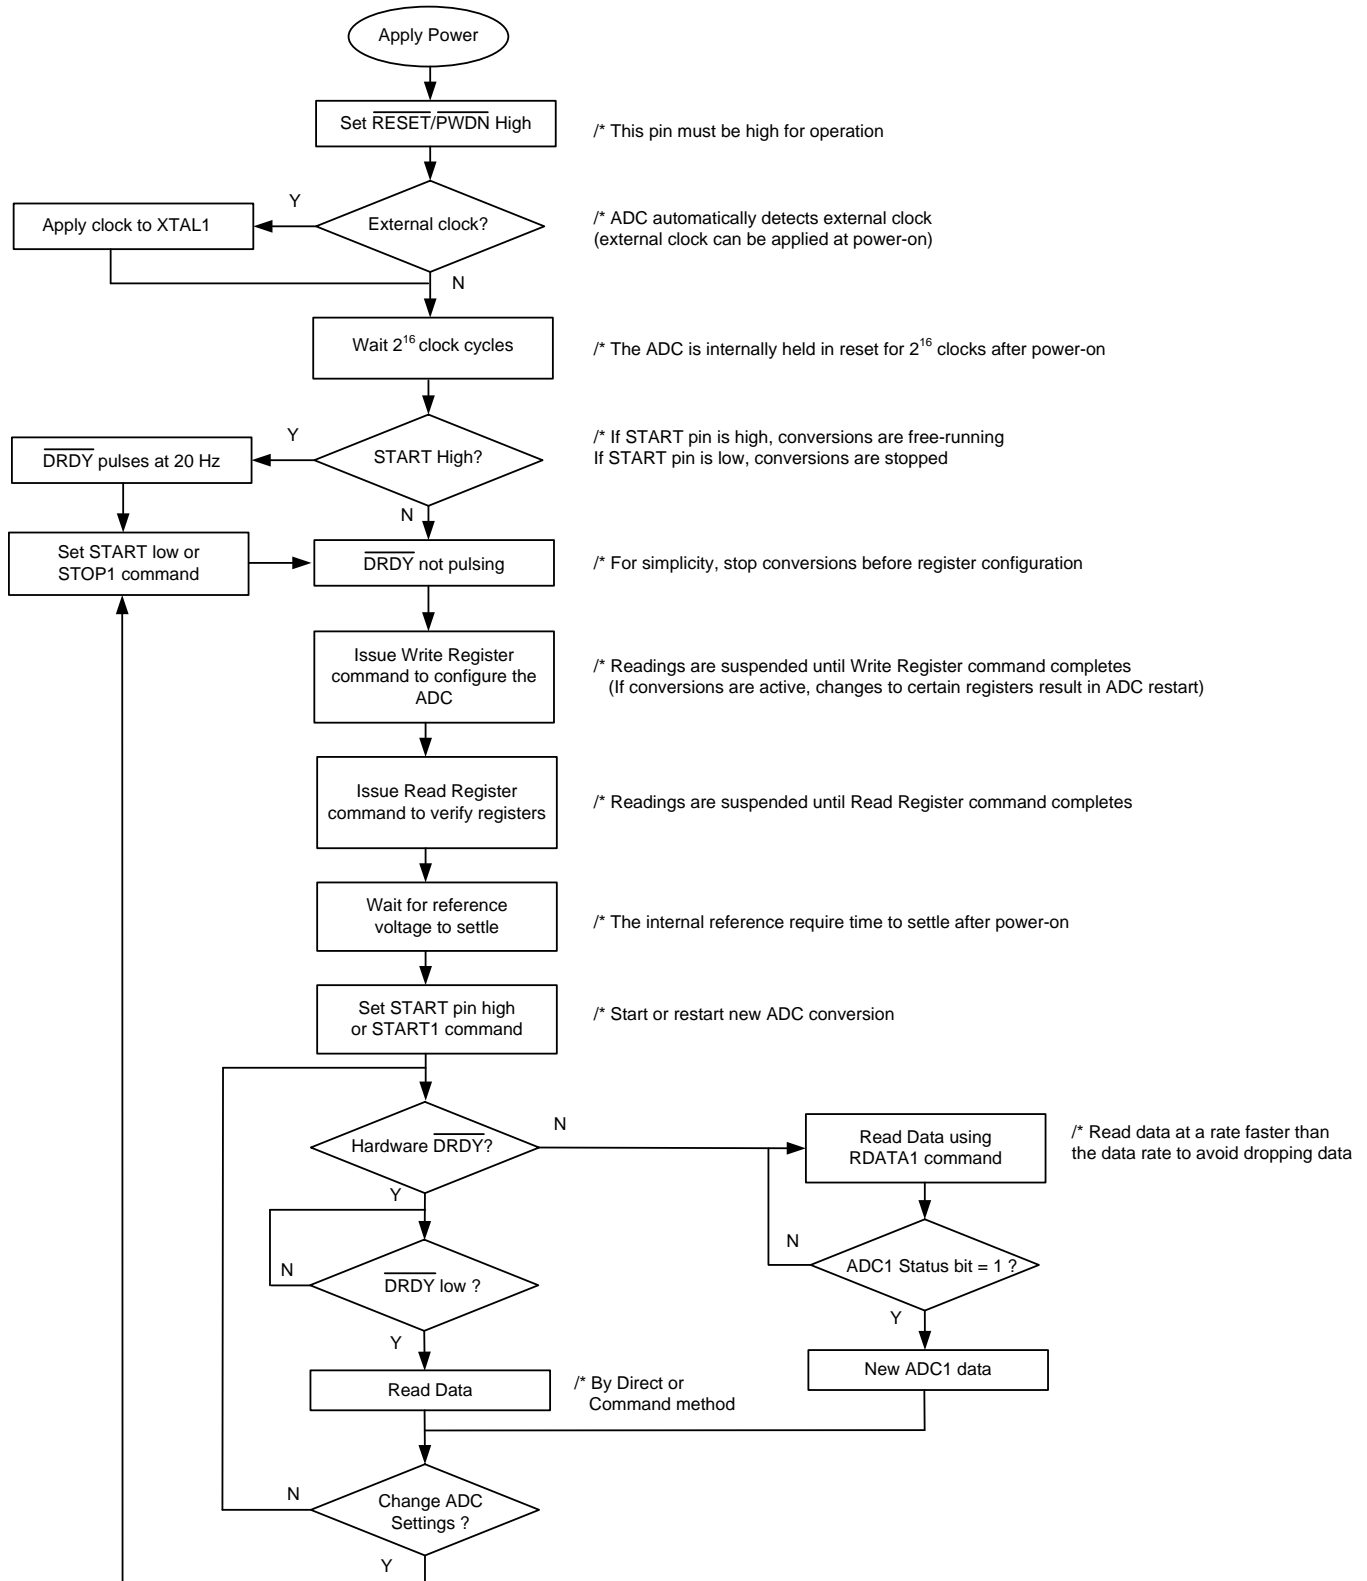 Apply Power
Set RESET/PWDN High
/* This pin must be high for operation
Y
External clock?
Apply clock to XTAL1
/* ADC automatically detects external clock
(external clock can be applied at power-on)
N
Wait 2^16 clock cycles
/* The ADC is internally held in reset for 2^16 clocks after power-on
Y
START High?
DRDY pulses at 20 Hz
/* If START pin is high, conversions are free-running
If START pin is low, conversions are stopped
N
Set START low or
STOP1 command
DRDY not pulsing
/* For simplicity, stop conversions before register configuration
Issue Write Register
command to configure the
ADC
/* Readings are suspended until Write Register command completes
(If conversions are active, changes to certain registers result in ADC restart)
Issue Read Register
command to verify registers
/* Readings are suspended until Read Register command completes
Wait for reference
voltage to settle
/* The internal reference require time to settle after power-on
Set START pin high
or START1 command
/* Start or restart new ADC conversion
Hardware DRDY?
N
Read Data using
RDATA1 command
/* Read data at a rate faster than
the data rate to avoid dropping data
Y
N
DRDY low ?
N
ADC1 Status bit = 1 ?
Y
Y
Read Data
/* By Direct or
Command method
New ADC1 data
N
Change ADC
Settings ?
Y